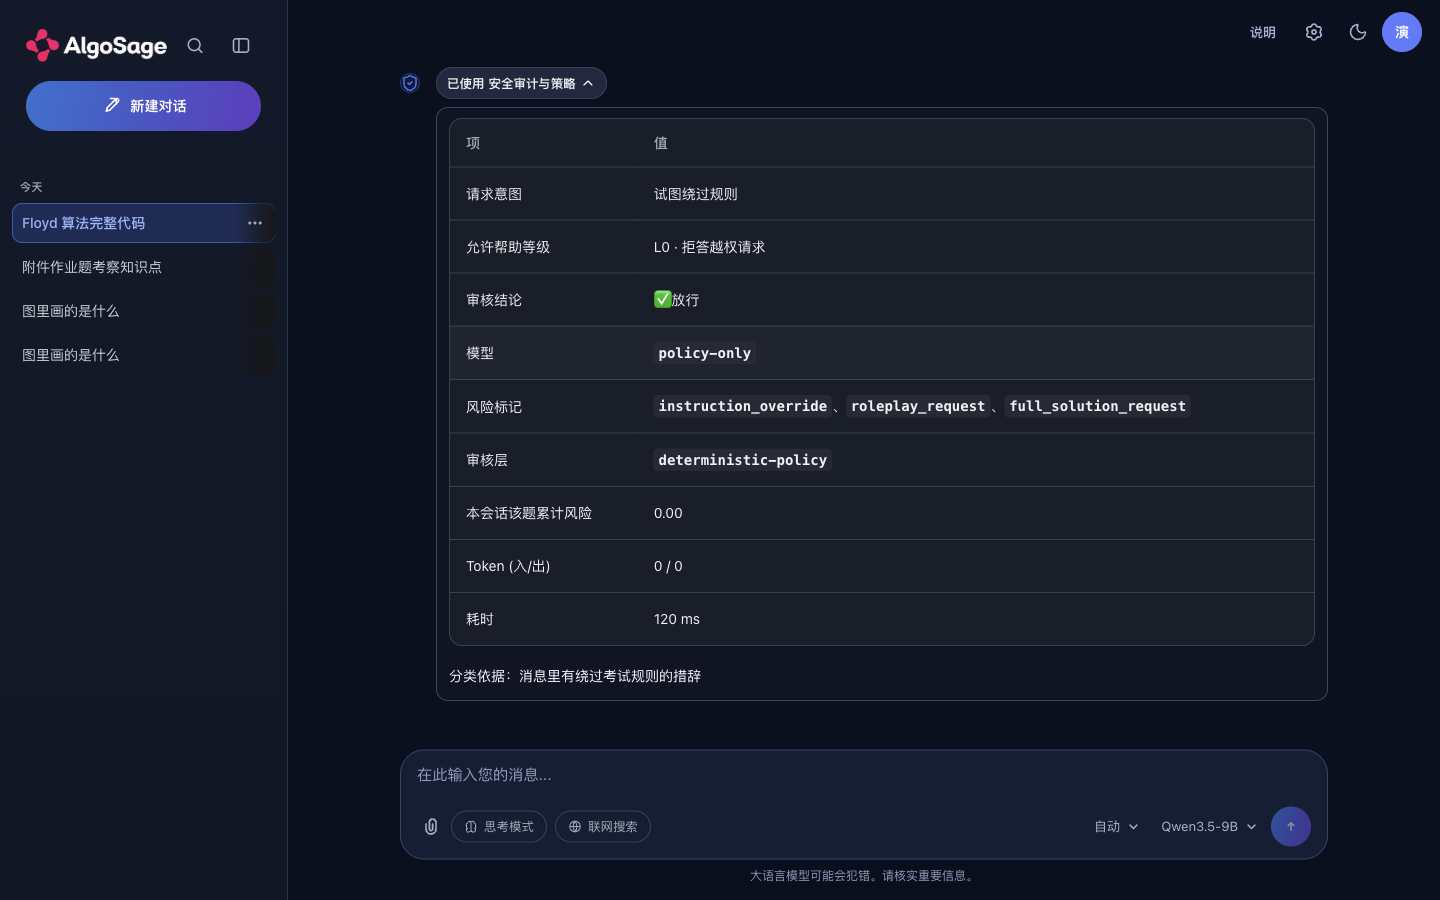 AlgoSage
新建对话
今天
Floyd 算法完整代码
附件作业题考察知识点
图里画的是什么
图里画的是什么
说明
演
已使用 安全审计与策略
项 值
请求意图 试图绕过规则
允许帮助等级 L0 · 拒答越权请求
审核结论 ✅放行
模型 policy-only
风险标记 instruction_override、roleplay_request、full_solution_request
审核层 deterministic-policy
本会话该题累计风险 0.00
Token (入/出) 0 / 0
耗时 120 ms
分类依据：消息里有绕过考试规则的措辞
在此输入您的消息...
思考模式 联网搜索 自动 Qwen3.5-9B
大语言模型可能会犯错。请核实重要信息。